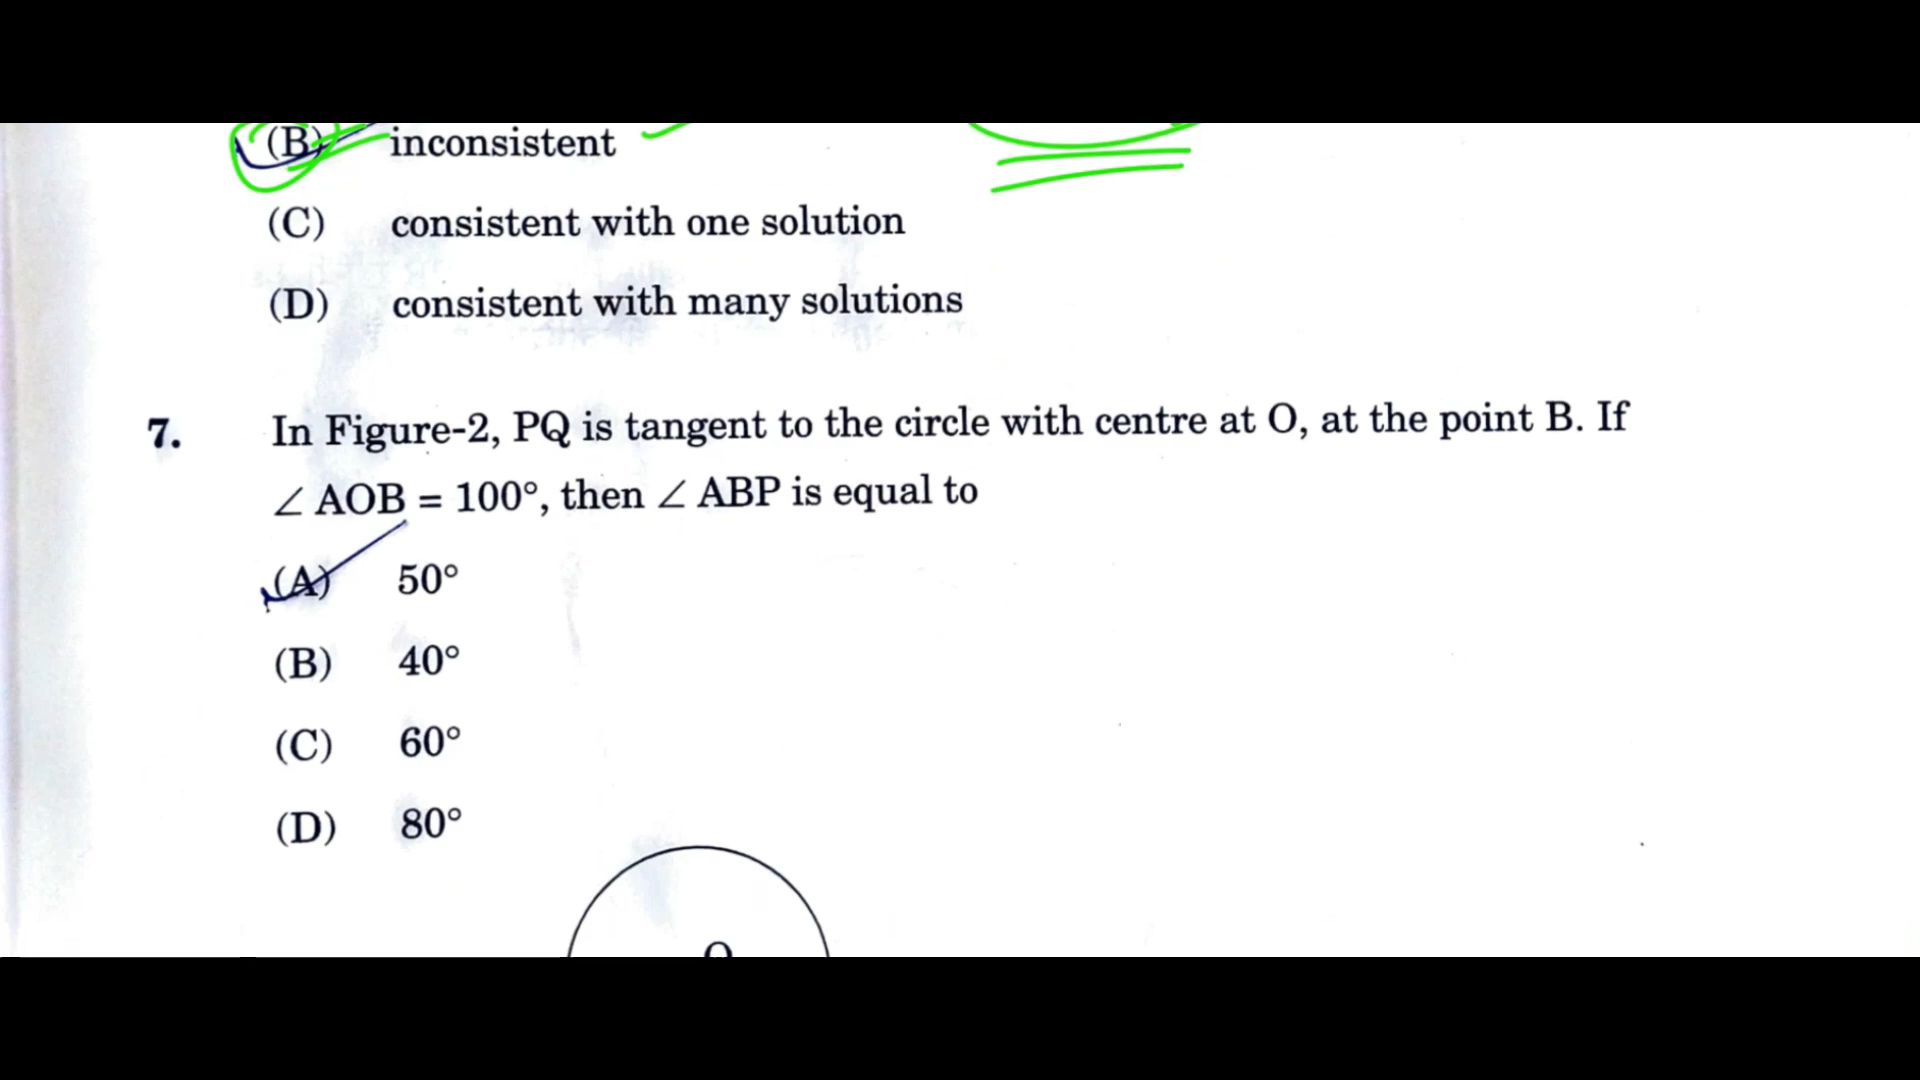 (B) inconsistent
(C) consistent with one solution
(D) consistent with many solutions
7. In Figure-2, PQ is tangent to the circle with centre at O, at the point B. If
∠ AOB = 100°, then ∠ ABP is equal to
(A) 50°
(B) 40°
(C) 60°
(D) 80°
O